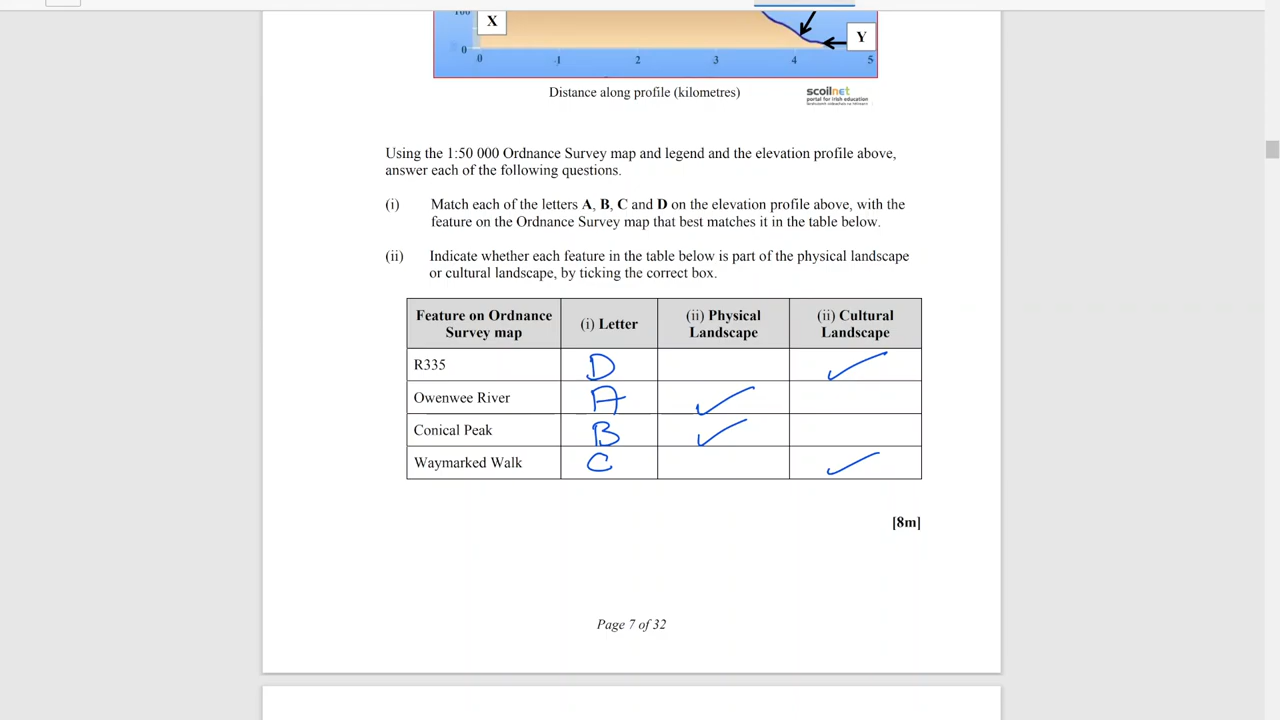 X
Y
0
0 1 2 3 4 5
Distance along profile (kilometres)
scoilnet
portal for irish education
Using the 1:50 000 Ordnance Survey map and legend and the elevation profile above,
answer each of the following questions.
(i) Match each of the letters A, B, C and D on the elevation profile above, with the
feature on the Ordnance Survey map that best matches it in the table below.
(ii) Indicate whether each feature in the table below is part of the physical landscape
or cultural landscape, by ticking the correct box.
Feature on Ordnance Survey map (i) Letter (ii) Physical Landscape (ii) Cultural Landscape
R335 D ✓
Owenwee River A ✓
Conical Peak B ✓
Waymarked Walk C ✓
[8m]
Page 7 of 32